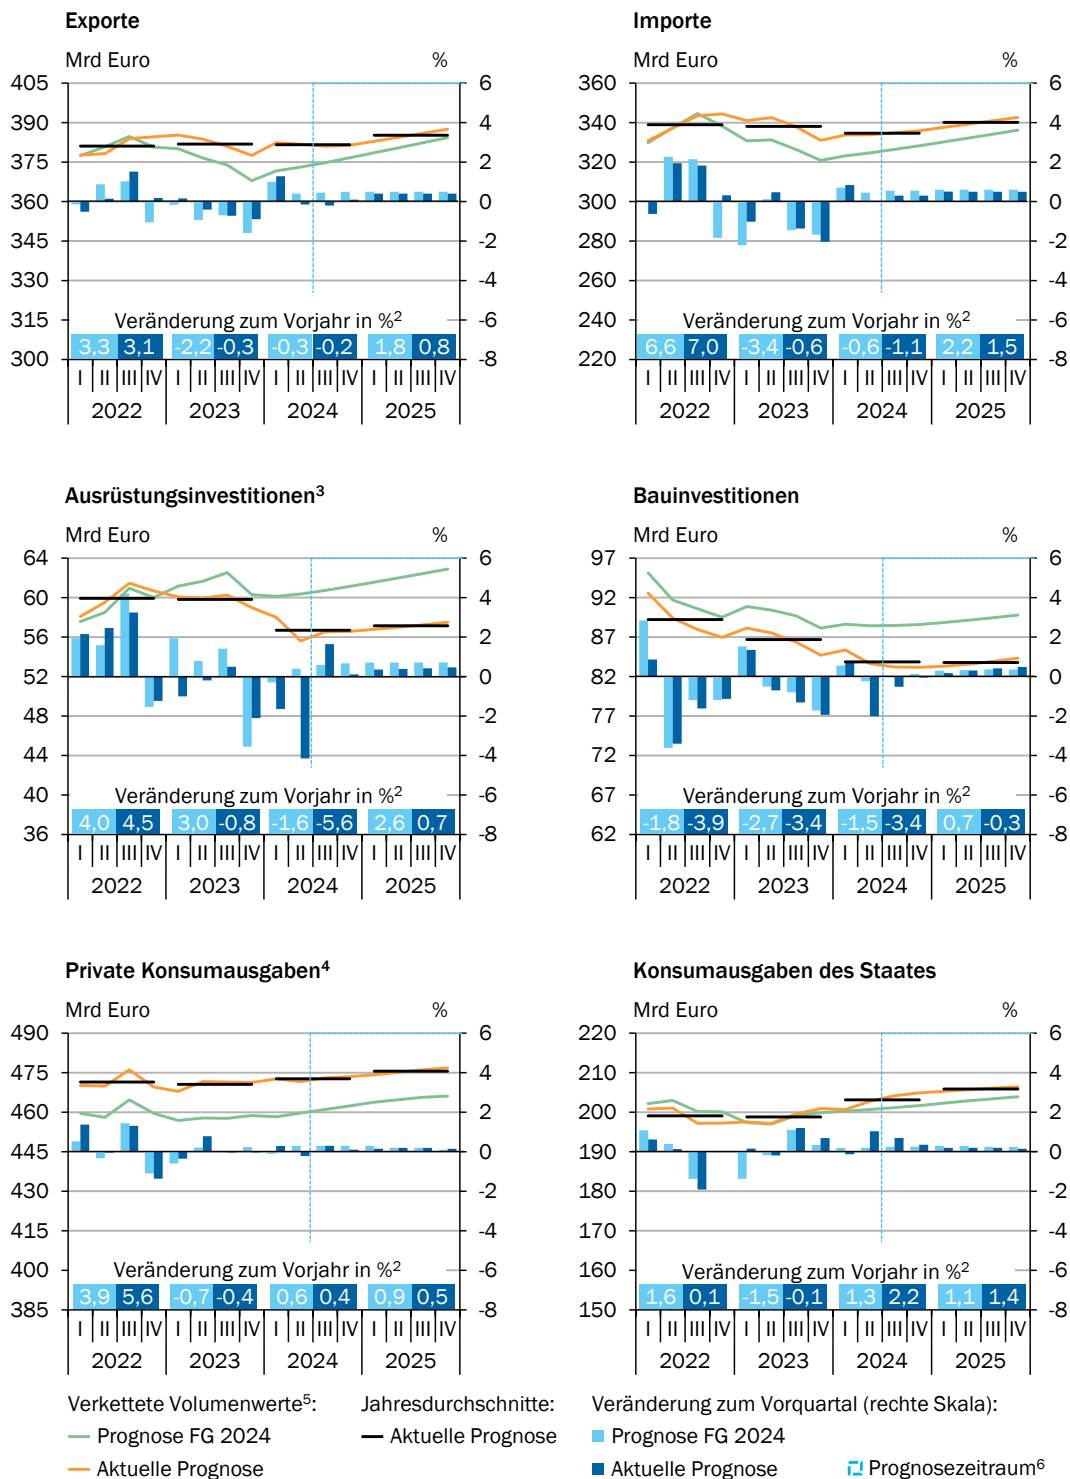 Exporte
Mrd Euro %
405 6
390 4
375 2
360 0
345 -2
330 -4
315 -6
300 -8
Veränderung zum Vorjahr in %²
3,3 3,1 -2,2 -0,3 -0,3 -0,2 1,8 0,8
I II III IV I II III IV I II III IV I II III IV
2022 2023 2024 2025
Importe
Mrd Euro %
360 6
340 4
320 2
300 0
280 -2
260 -4
240 -6
220 -8
Veränderung zum Vorjahr in %²
6,6 7,0 -3,4 -0,6 -0,6 -1,1 2,2 1,5
I II III IV I II III IV I II III IV I II III IV
2022 2023 2024 2025
Ausrüstungsinvestitionen³
Mrd Euro %
64 6
60 4
56 2
52 0
48 -2
44 -4
40 -6
36 -8
Veränderung zum Vorjahr in %²
4,0 4,5 3,0 -0,8 -1,6 -5,6 2,6 0,7
I II III IV I II III IV I II III IV I II III IV
2022 2023 2024 2025
Bauinvestitionen
Mrd Euro %
97 6
92 4
87 2
82 0
77 -2
72 -4
67 -6
62 -8
Veränderung zum Vorjahr in %²
-1,8 -3,9 -2,7 -3,4 -1,5 -3,4 0,7 -0,3
I II III IV I II III IV I II III IV I II III IV
2022 2023 2024 2025
Private Konsumausgaben⁴
Mrd Euro %
490 6
475 4
460 2
445 0
430 -2
415 -4
400 -6
385 -8
Veränderung zum Vorjahr in %²
3,9 5,6 -0,7 -0,4 0,6 0,4 0,9 0,5
I II III IV I II III IV I II III IV I II III IV
2022 2023 2024 2025
Konsumausgaben des Staates
Mrd Euro %
220 6
210 4
200 2
190 0
180 -2
170 -4
160 -6
150 -8
Veränderung zum Vorjahr in %²
1,6 0,1 -1,5 -0,1 1,3 2,2 1,1 1,4
I II III IV I II III IV I II III IV I II III IV
2022 2023 2024 2025
Verkettete Volumenwerte⁵: Jahresdurchschnitte: Veränderung zum Vorquartal (rechte Skala):
Prognose FG 2024 Aktuelle Prognose Prognose FG 2024
Aktuelle Prognose Aktuelle Prognose Prognosezeitraum⁶